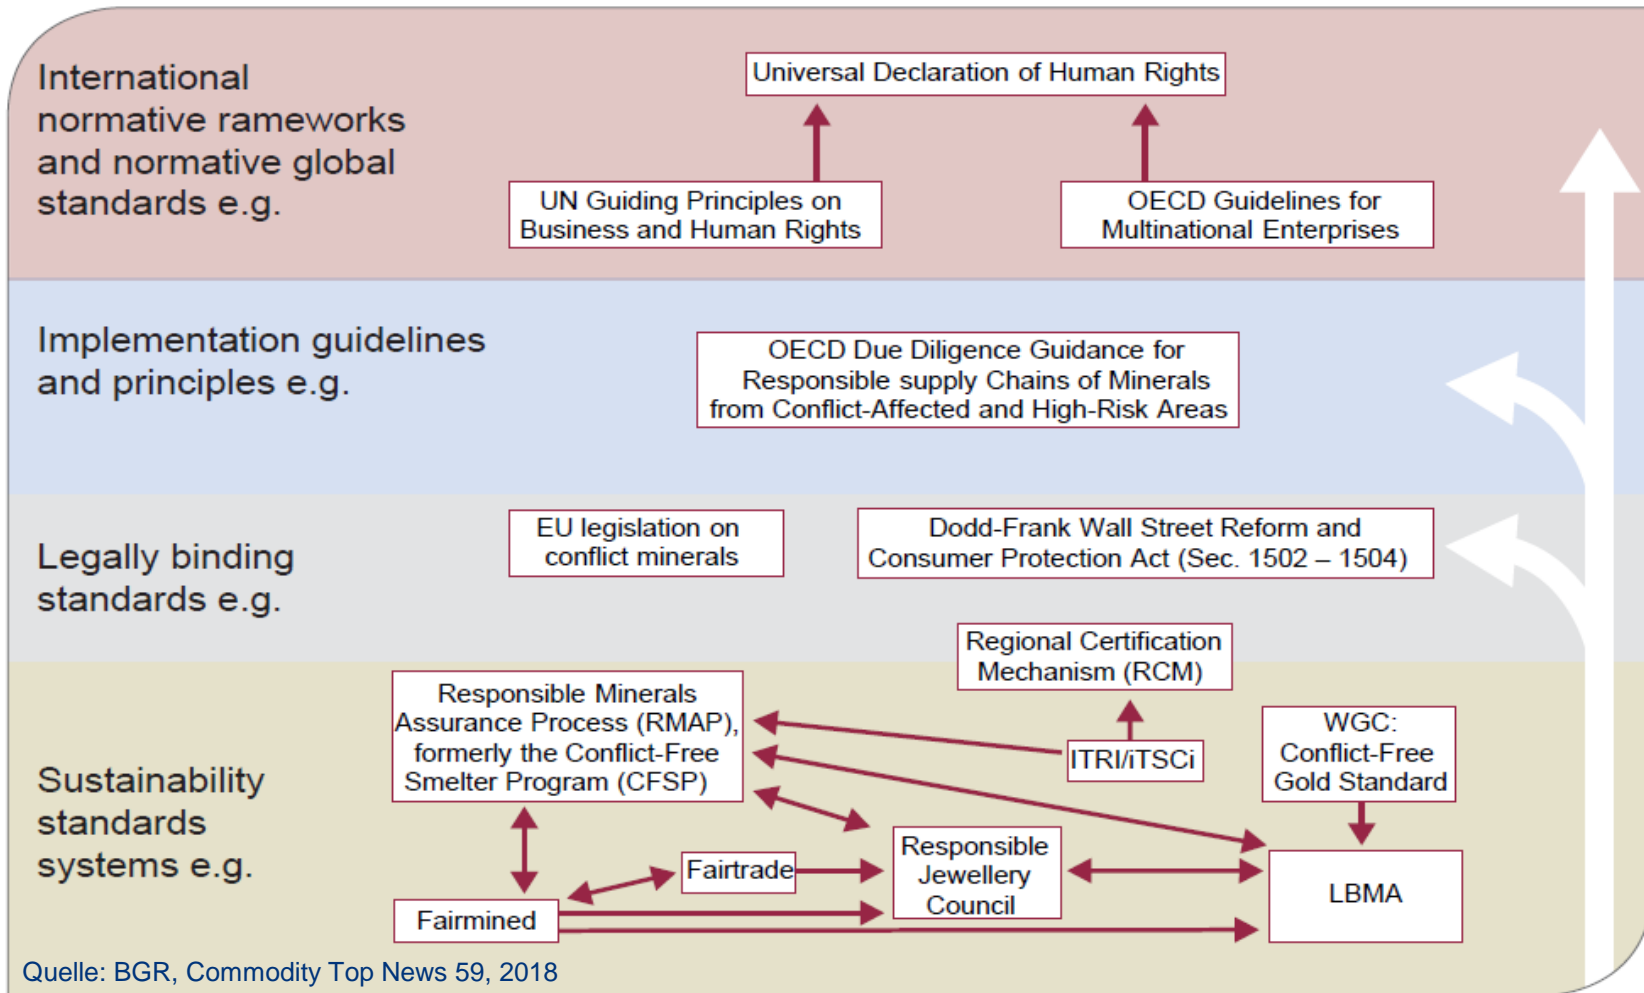 International
normative rameworks
and normative global
standards e.g.
Universal Declaration of Human Rights
UN Guiding Principles on
Business and Human Rights
OECD Guidelines for
Multinational Enterprises
Implementation guidelines
and principles e.g.
OECD Due Diligence Guidance for
Responsible supply Chains of Minerals
from Conflict-Affected and High-Risk Areas
Legally binding
standards e.g.
EU legislation on
conflict minerals
Dodd-Frank Wall Street Reform and
Consumer Protection Act (Sec. 1502 – 1504)
Regional Certification
Mechanism (RCM)
Sustainability
standards
systems e.g.
Responsible Minerals
Assurance Process (RMAP),
formerly the Conflict-Free
Smelter Program (CFSP)
ITRI/iTSCi
WGC:
Conflict-Free
Gold Standard
Fairtrade
Responsible
Jewellery
Council
LBMA
Fairmined
Quelle: BGR, Commodity Top News 59, 2018